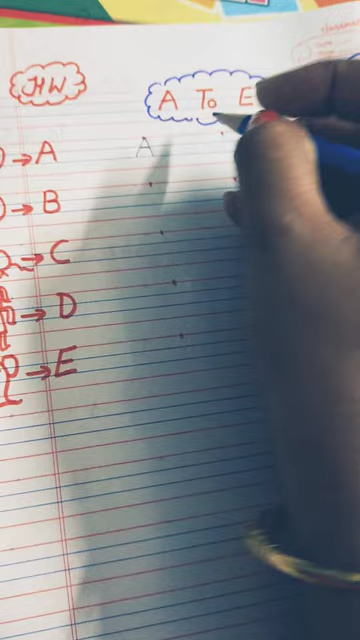 HW
A TO E
→ A
A
→ B
→ C
→ D
→ E